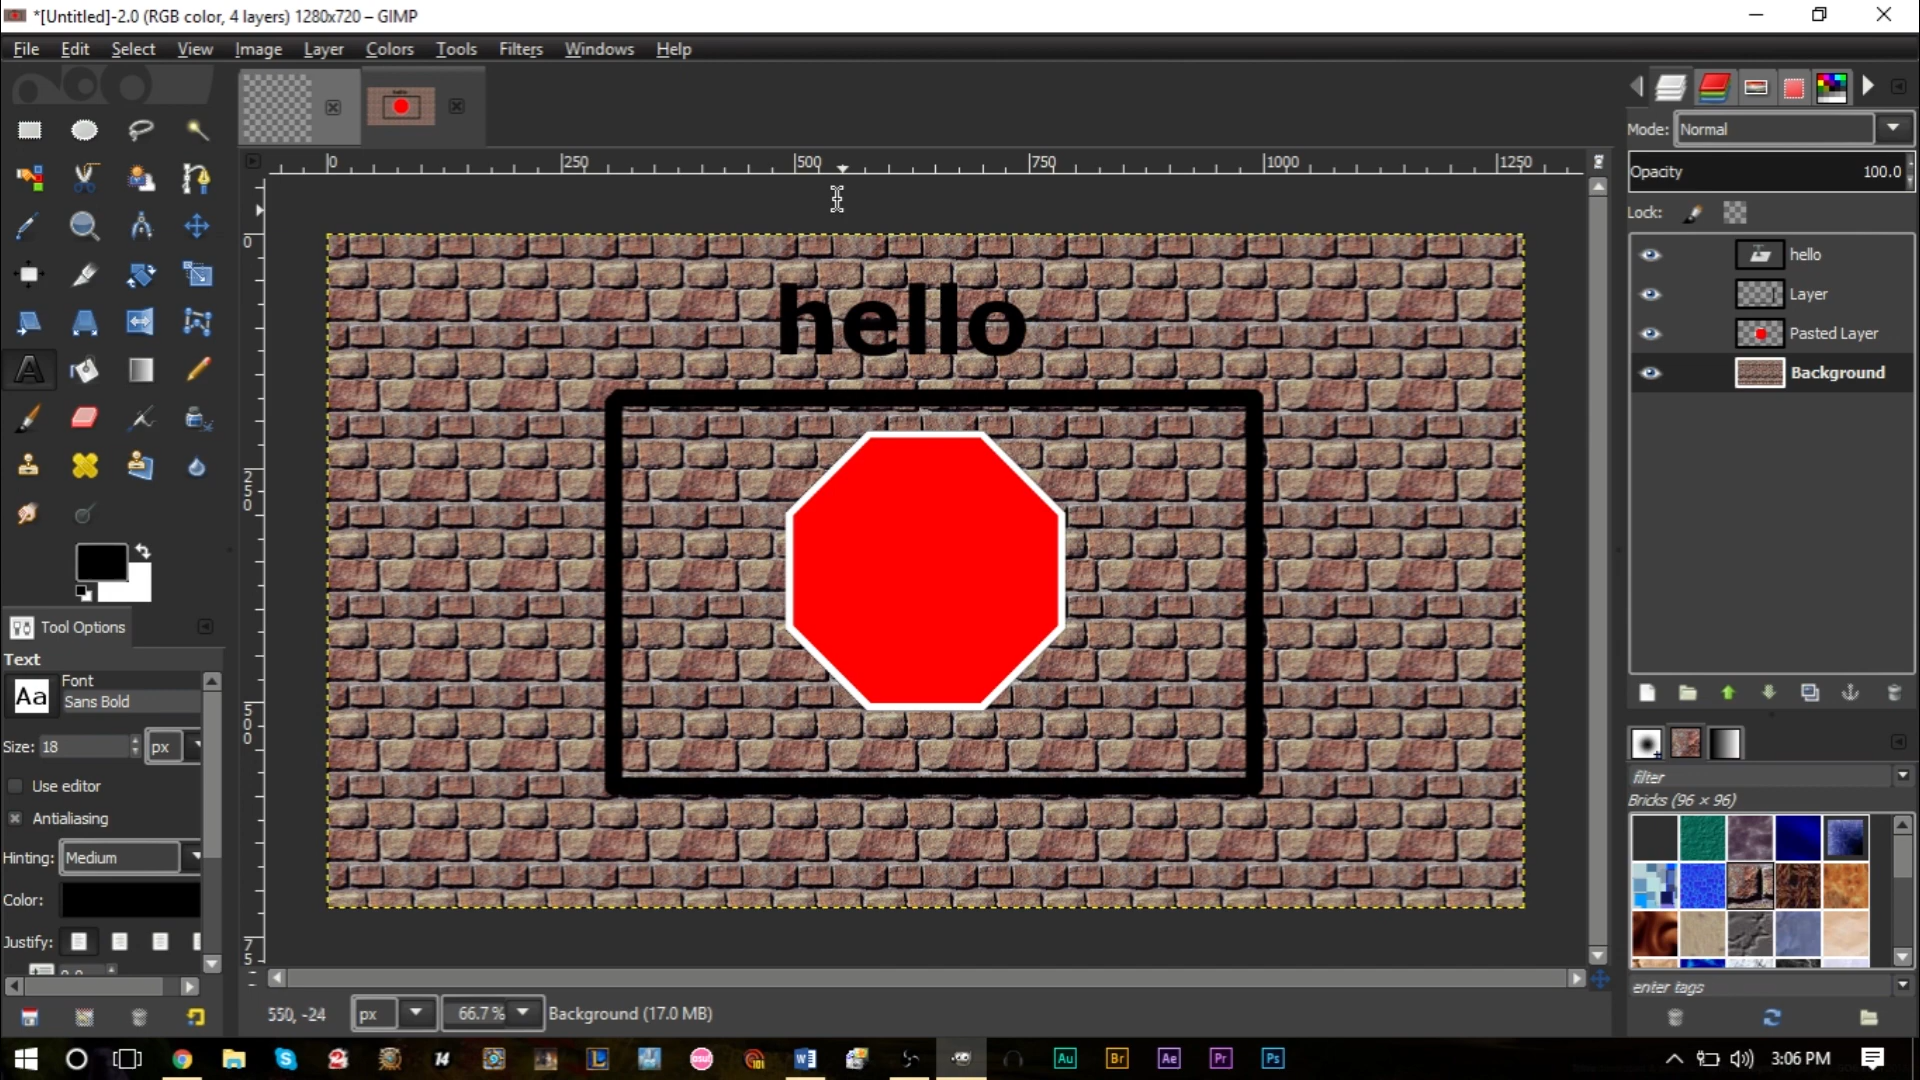 *[Untitled]-2.0 (RGB color, 4 layers) 1280x720 – GIMP
File Edit Select View Image Layer Colors Tools Filters Windows Help
0 250 500 750 1000 1250
Mode: Normal
Opacity 100.0
Lock:
hello
Layer
Pasted Layer
Background
hello
0
250
500
75
Tool Options
Text
Font
Aa Sans Bold
Size: 18 px
Use editor
Antialiasing
Hinting: Medium
Color:
Justify:
filter
Bricks (96 × 96)
enter tags
550, -24 px 66.7 % Background (17.0 MB)
Au Br Ae Pr Ps
3:06 PM